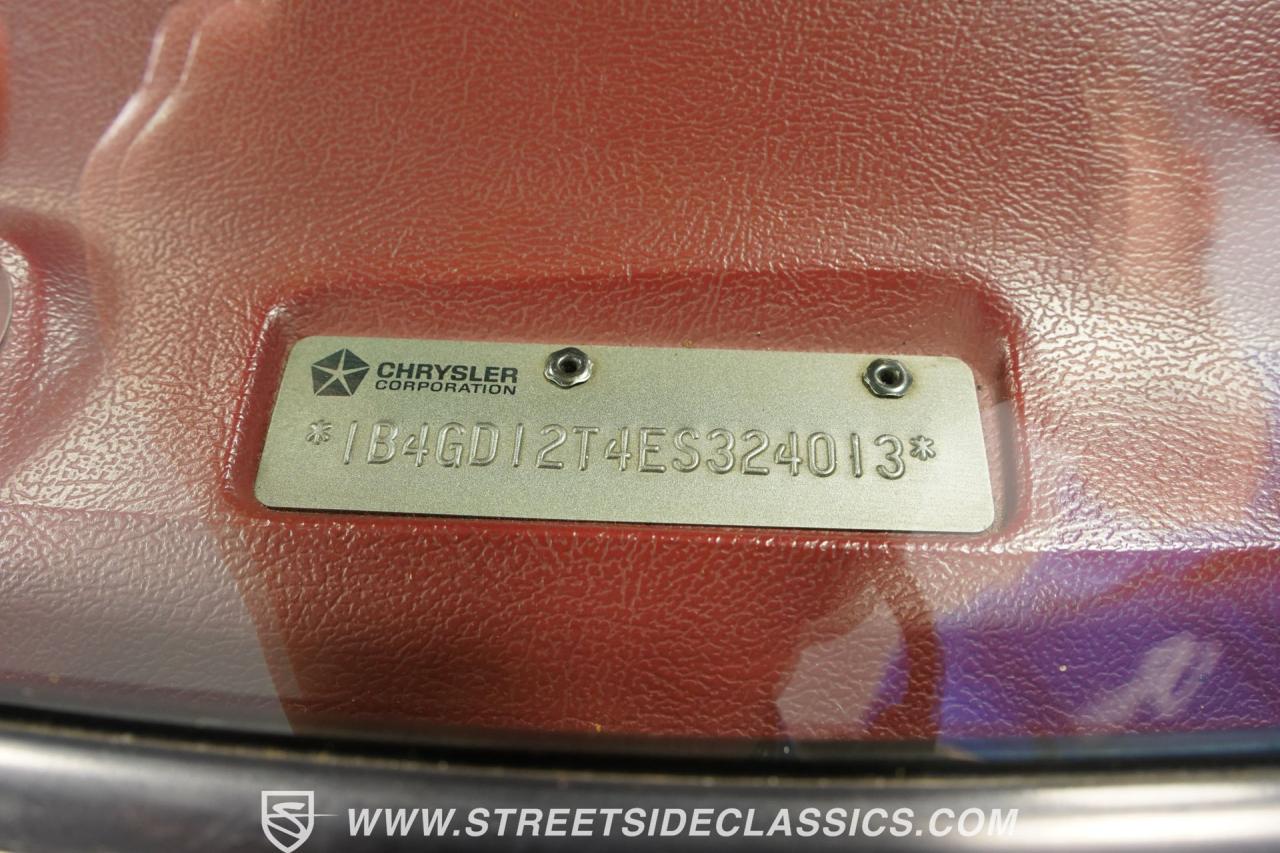 CHRYSLER
CORPORATION
*1B4GD12T4ES324013*
WWW.STREETSIDECLASSICS.COM